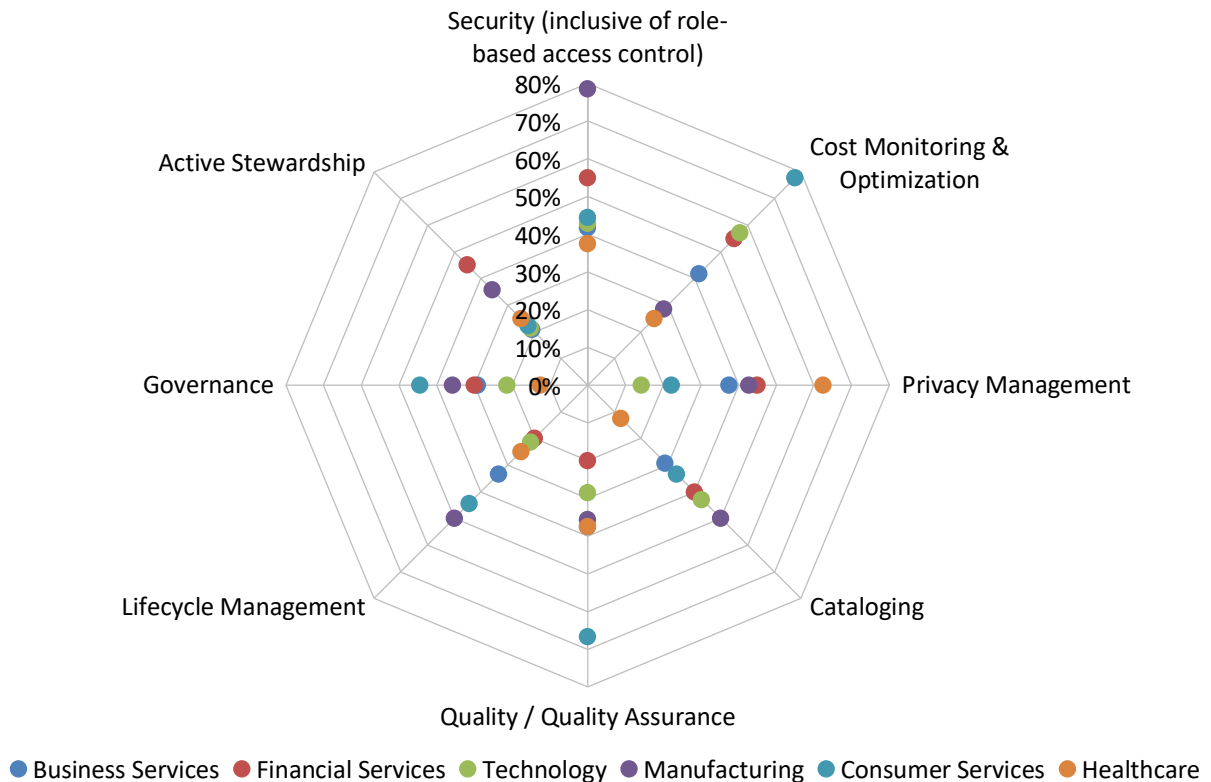 Security (inclusive of role-
based access control)
80%
70%
60%
50%
40%
30%
20%
10%
0%
Cost Monitoring &
Optimization
Active Stewardship
Governance
Privacy Management
Lifecycle Management
Cataloging
Quality / Quality Assurance
Business Services Financial Services Technology Manufacturing Consumer Services Healthcare